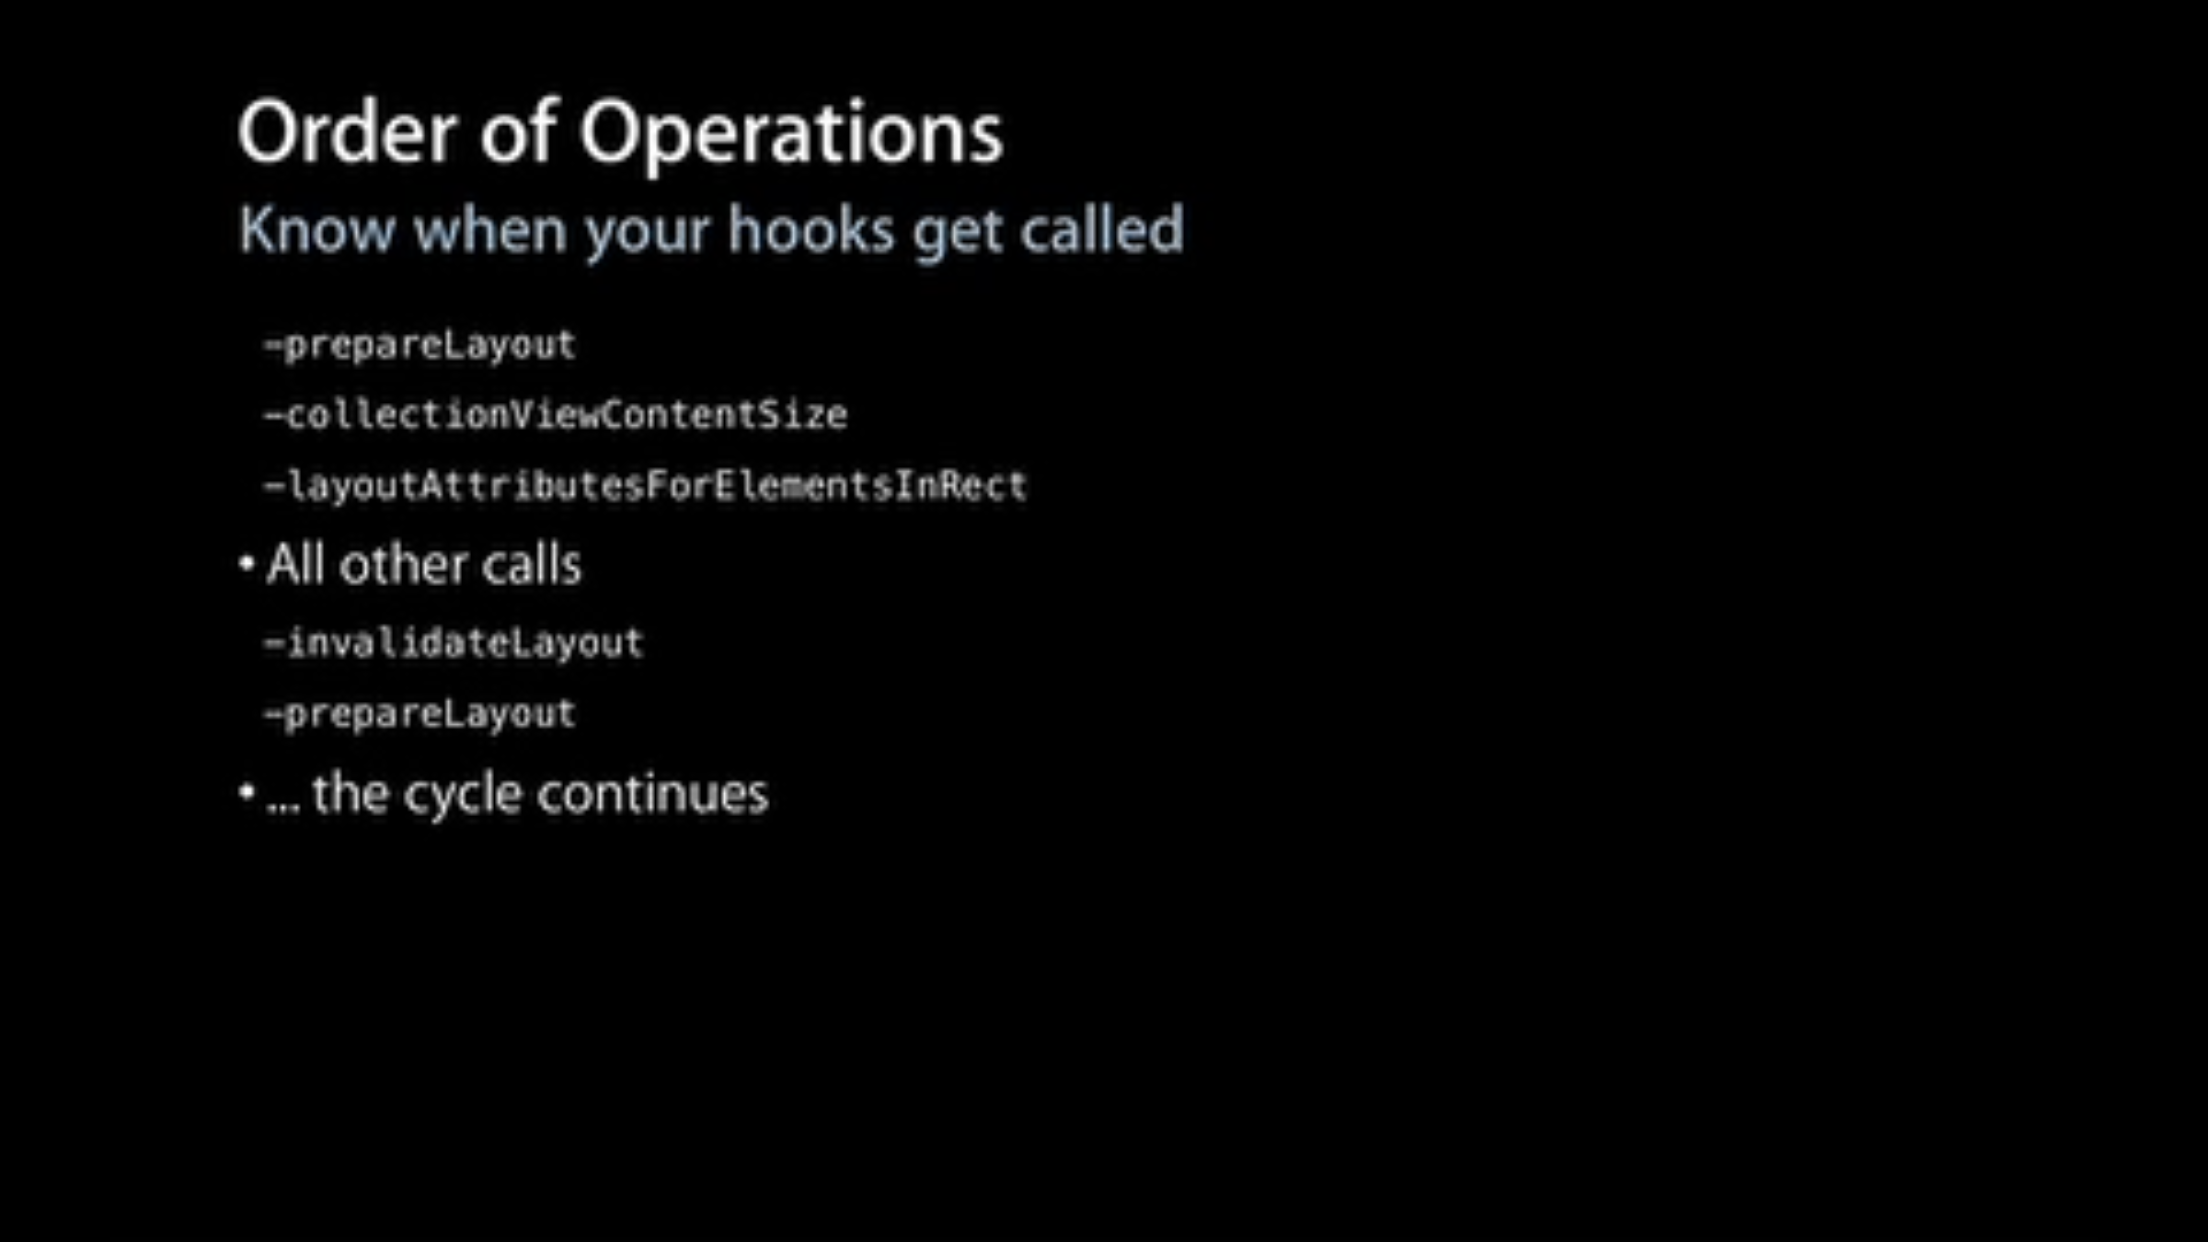 Order of Operations
Know when your hooks get called
-prepareLayout
-collectionViewContentSize
-layoutAttributesForElementsInRect
• All other calls
-invalidateLayout
-prepareLayout
• ... the cycle continues